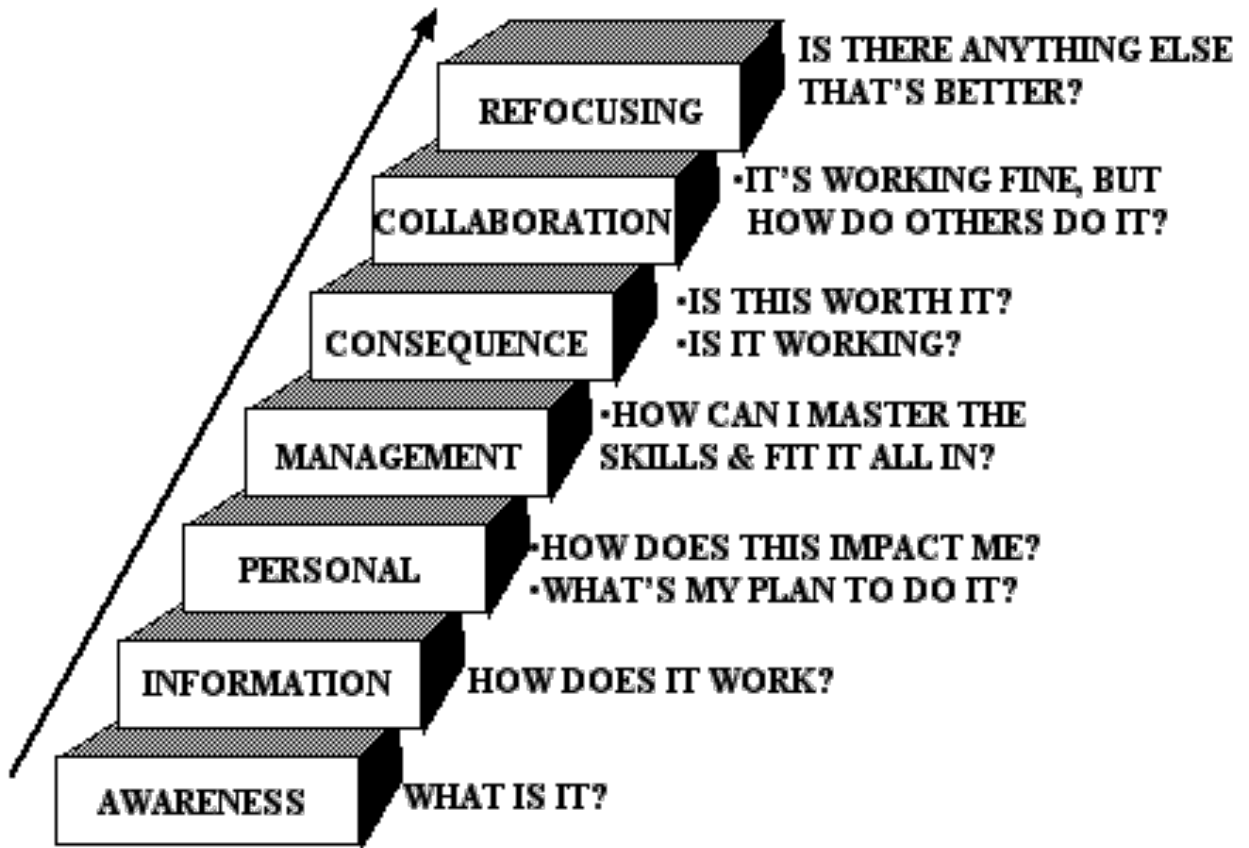 REFOCUSING
IS THERE ANYTHING ELSE
THAT'S BETTER?
COLLABORATION
•IT'S WORKING FINE, BUT
HOW DO OTHERS DO IT?
CONSEQUENCE
•IS THIS WORTH IT?
•IS IT WORKING?
MANAGEMENT
•HOW CAN I MASTER THE
SKILLS & FIT IT ALL IN?
PERSONAL
•HOW DOES THIS IMPACT ME?
•WHAT'S MY PLAN TO DO IT?
INFORMATION
HOW DOES IT WORK?
AWARENESS
WHAT IS IT?